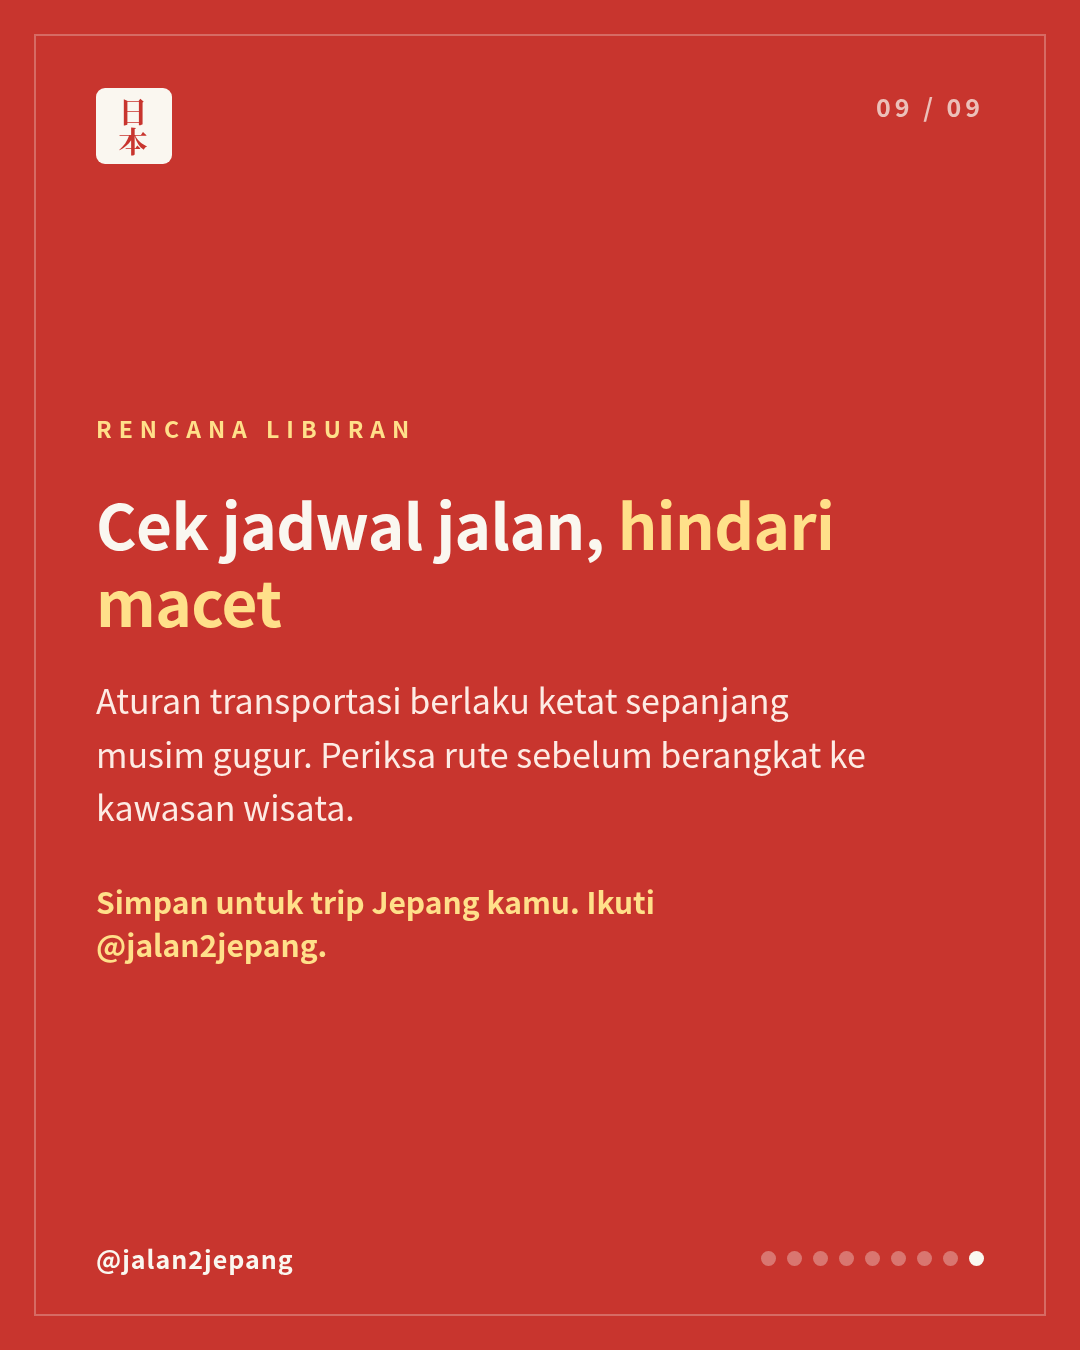 日
本
09 / 09
RENCANA LIBURAN
Cek jadwal jalan, hindari
macet
Aturan transportasi berlaku ketat sepanjang
musim gugur. Periksa rute sebelum berangkat ke
kawasan wisata.
Simpan untuk trip Jepang kamu. Ikuti
@jalan2jepang.
@jalan2jepang